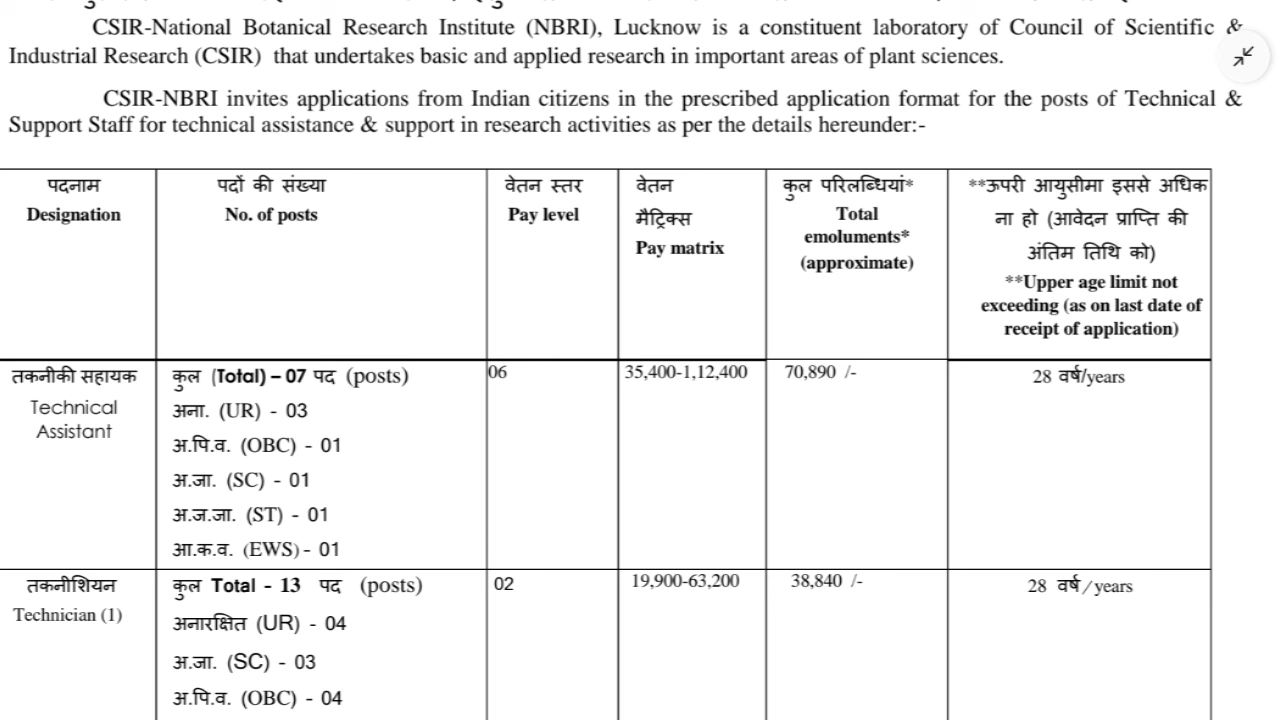 CSIR-National Botanical Research Institute (NBRI), Lucknow is a constituent laboratory of Council of Scientific &
Industrial Research (CSIR) that undertakes basic and applied research in important areas of plant sciences.
CSIR-NBRI invites applications from Indian citizens in the prescribed application format for the posts of Technical &
Support Staff for technical assistance & support in research activities as per the details hereunder:-
पदनाम
Designation
पदों की संख्या
No. of posts
वेतन स्तर
Pay level
वेतन
मैट्रिक्स
Pay matrix
कुल परिलब्धियां*
Total
emoluments*
(approximate)
**ऊपरी आयुसीमा इससे अधिक
ना हो (आवेदन प्राप्ति की
अंतिम तिथि को)
**Upper age limit not
exceeding (as on last date of
receipt of application)
तकनीकी सहायक
Technical
Assistant
कुल (Total) – 07 पद (posts)
अना. (UR) - 03
अ.पि.व. (OBC) - 01
अ.जा. (SC) - 01
अ.ज.जा. (ST) - 01
आ.क.व. (EWS) - 01
06
35,400-1,12,400
70,890 /-
28 वर्ष/years
तकनीशियन
Technician (1)
कुल Total - 13 पद (posts)
अनारक्षित (UR) - 04
अ.जा. (SC) - 03
अ.पि.व. (OBC) - 04
02
19,900-63,200
38,840 /-
28 वर्ष/years